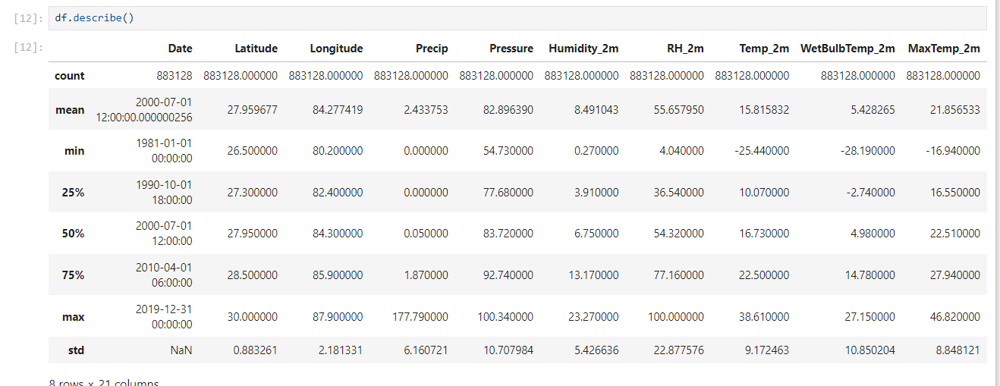 [12]: df.describe()
[12]:
Date Latitude Longitude Precip Pressure Humidity_2m RH_2m Temp_2m WetBulbTemp_2m MaxTemp_2m
count 883128 883128.000000 883128.000000 883128.000000 883128.000000 883128.000000 883128.000000 883128.000000 883128.000000 883128.000000
mean 2000-07-01
12:00:00.000000256 27.959677 84.277419 2.433753 82.896390 8.491043 55.657950 15.815832 5.428265 21.856533
min 1981-01-01
00:00:00 26.500000 80.200000 0.000000 54.730000 0.270000 4.040000 -25.440000 -28.190000 -16.940000
25% 1990-10-01
18:00:00 27.300000 82.400000 0.000000 77.680000 3.910000 36.540000 10.070000 -2.740000 16.550000
50% 2000-07-01
12:00:00 27.950000 84.300000 0.050000 83.720000 6.750000 54.320000 16.730000 4.980000 22.510000
75% 2010-04-01
06:00:00 28.500000 85.900000 1.870000 92.740000 13.170000 77.160000 22.500000 14.780000 27.940000
max 2019-12-31
00:00:00 30.000000 87.900000 177.790000 100.340000 23.270000 100.000000 38.610000 27.150000 46.820000
std NaN 0.883261 2.181331 6.160721 10.707984 5.426636 22.877576 9.172463 10.850204 8.848121
8 rows × 21 columns